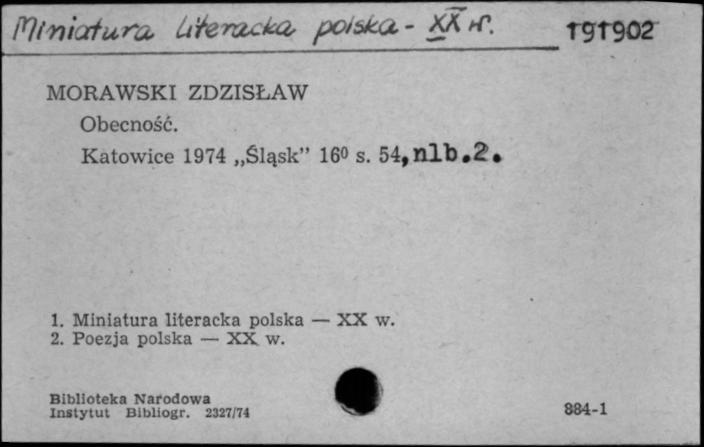 Miniatura literacka polska - XX w.
191902
MORAWSKI ZDZISŁAW
Obecność.
Katowice 1974 „Śląsk” 16⁰ s. 54, nlb.2.
1. Miniatura literacka polska — XX w.
2. Poezja polska — XX w.
Biblioteka Narodowa
Instytut Bibliogr. 2327/74
884-1